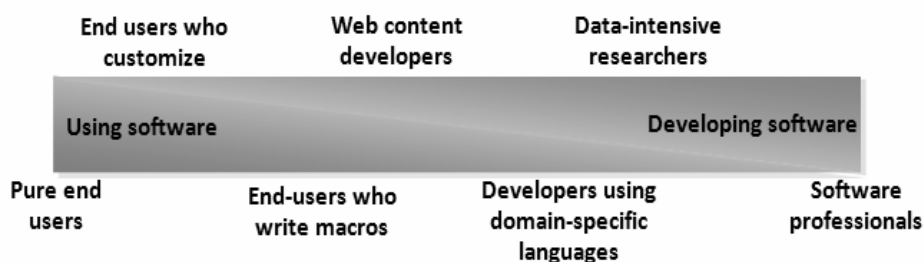 End users who
customize
Web content
developers
Data-intensive
researchers
Using software
Developing software
Pure end
users
End-users who
write macros
Developers using
domain-specific
languages
Software
professionals